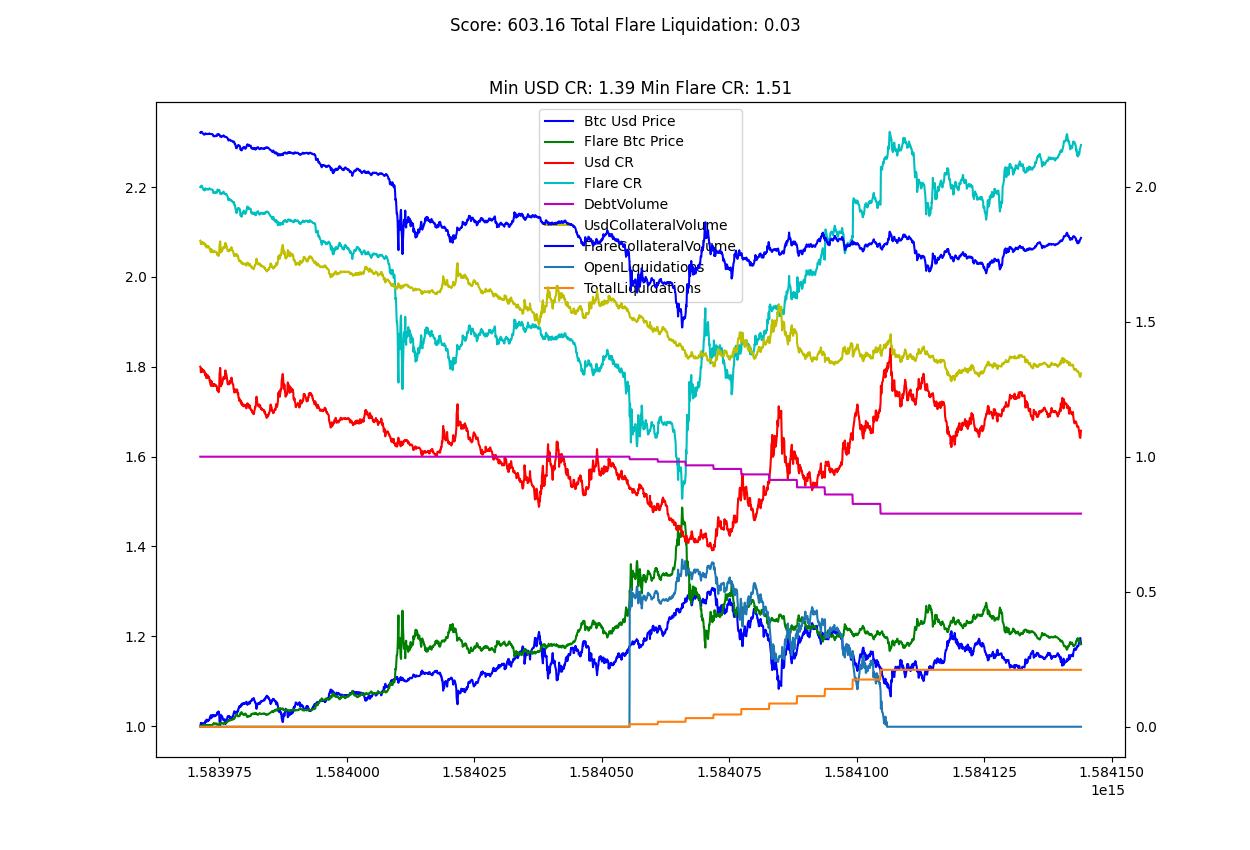 Score: 603.16 Total Flare Liquidation: 0.03
Min USD CR: 1.39 Min Flare CR: 1.51
Btc Usd Price
Flare Btc Price
Usd CR
Flare CR
DebtVolume
UsdCollateralVolume
FlareCollateralVolume
OpenLiquidations
TotalLiquidations
2.2
2.0
1.8
1.6
1.4
1.2
1.0
2.0
1.5
1.0
0.5
0.0
1.583975 1.584000 1.584025 1.584050 1.584075 1.584100 1.584125 1.584150
1e15